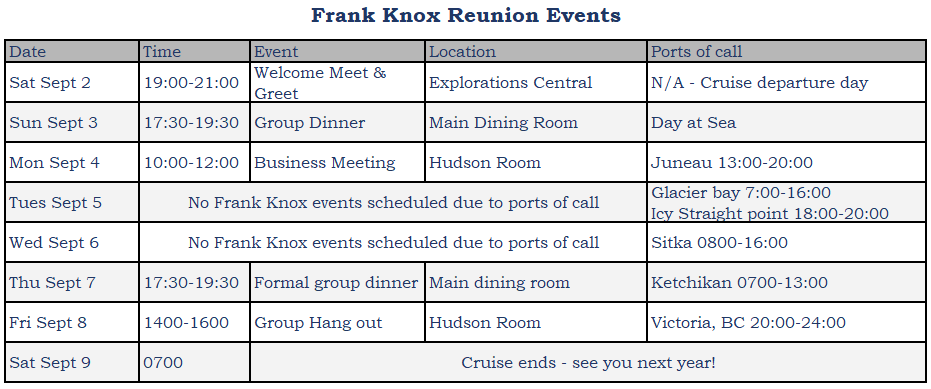 Frank Knox Reunion Events
Date Time Event Location Ports of call
Sat Sept 2 19:00-21:00 Welcome Meet & Greet Explorations Central N/A - Cruise departure day
Sun Sept 3 17:30-19:30 Group Dinner Main Dining Room Day at Sea
Mon Sept 4 10:00-12:00 Business Meeting Hudson Room Juneau 13:00-20:00
Tues Sept 5 No Frank Knox events scheduled due to ports of call Glacier bay 7:00-16:00
Icy Straight point 18:00-20:00
Wed Sept 6 No Frank Knox events scheduled due to ports of call Sitka 0800-16:00
Thu Sept 7 17:30-19:30 Formal group dinner Main dining room Ketchikan 0700-13:00
Fri Sept 8 1400-1600 Group Hang out Hudson Room Victoria, BC 20:00-24:00
Sat Sept 9 0700 Cruise ends - see you next year!